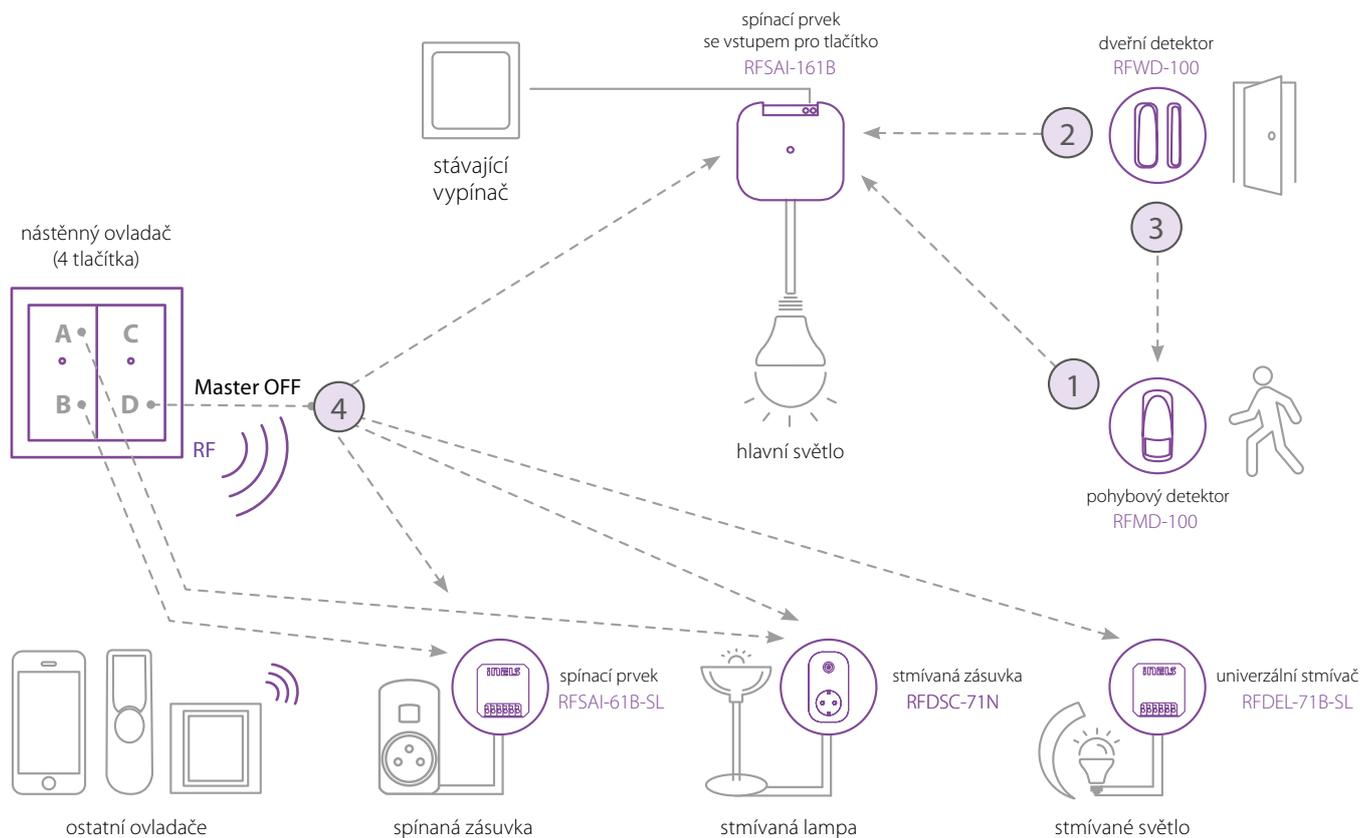 spínací prvek
se vstupem pro tlačítko
RFSAI-161B
dveřní detektor
RFWD-100
2
stávající
vypínač
3
nástěnný ovladač
(4 tlačítka)
A
C
B
D
Master OFF
4
1
RF
hlavní světlo
pohybový detektor
RFMD-100
iNELS
spínací prvek
RFSAI-61B-SL
stmívaná zásuvka
RFDSC-71N
iNELS
univerzální stmívač
RFDEL-71B-SL
ostatní ovladače
spínaná zásuvka
stmívaná lampa
stmívané světlo